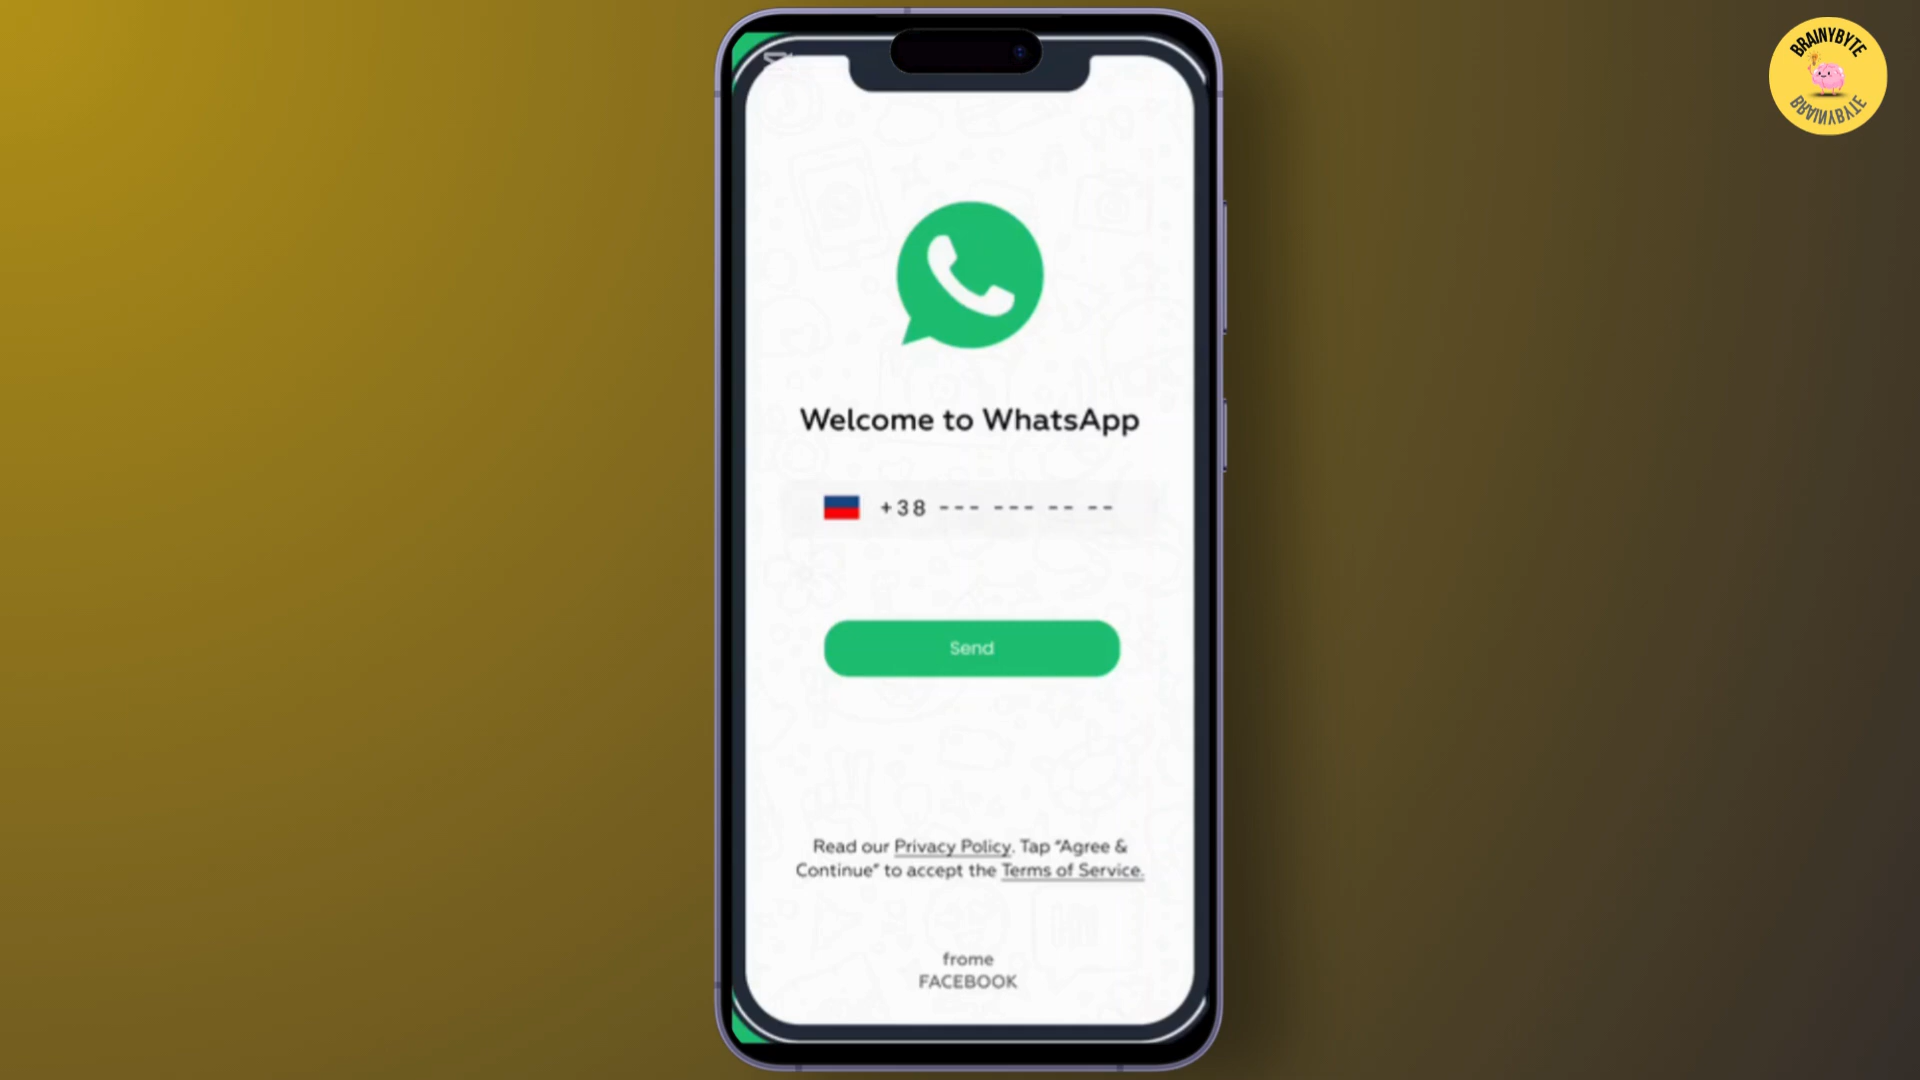 BRAINYBYTE
BRAINYBYTE
Welcome to WhatsApp
+38 --- --- -- --
Send
Read our Privacy Policy. Tap “Agree &
Continue” to accept the Terms of Service.
frome
FACEBOOK